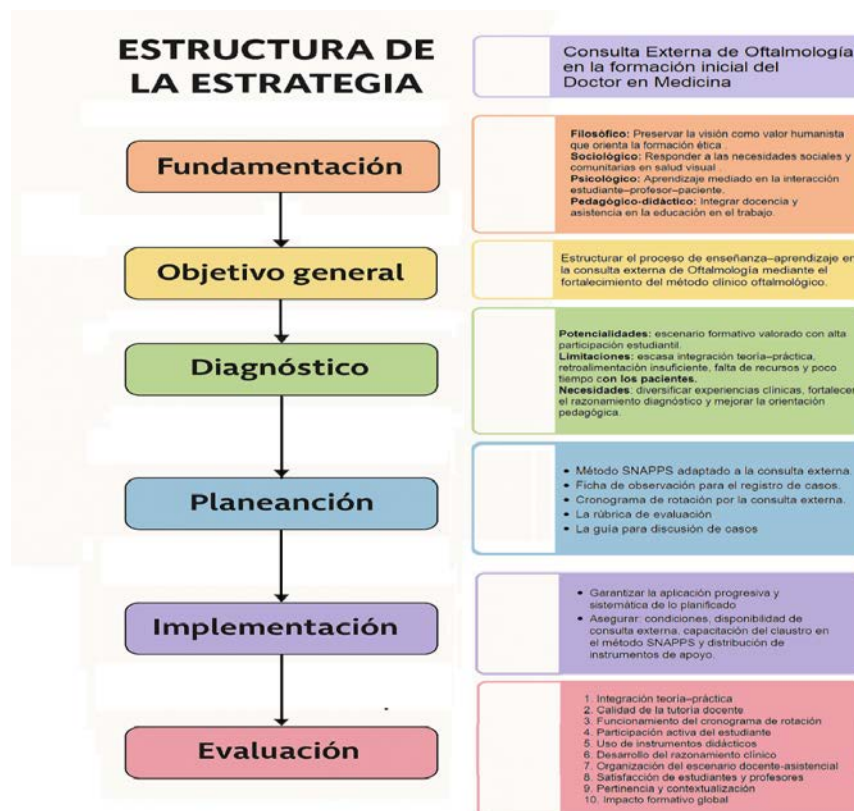 ESTRUCTURA DE
LA ESTRATEGIA
Consulta Externa de Oftalmología
en la formación inicial del
Doctor en Medicina
Fundamentación
Filosófico: Preservar la visión como valor humanista
que orienta la formación ética .
Sociológico: Responder a las necesidades sociales y
comunitarias en salud visual .
Psicológico: Aprendizaje mediado en la interacción
estudiante–profesor–paciente.
Pedagógico-didáctico: Integrar docencia y
asistencia en la educación en el trabajo.
Objetivo general
Estructurar el proceso de enseñanza–aprendizaje en
la consulta externa de Oftalmología mediante el
fortalecimiento del método clínico oftalmológico.
Diagnóstico
Potencialidades: escenario formativo valorado con alta
participación estudiantil.
Limitaciones: escasa integración teoría–práctica,
retroalimentación insuficiente, falta de recursos y poco
tiempo con los pacientes.
Necesidades: diversificar experiencias clínicas, fortalecer
el razonamiento diagnóstico y mejorar la orientación
pedagógica.
Planeanción
• Método SNAPPS adaptado a la consulta externa.
• Ficha de observación para el registro de casos.
• Cronograma de rotación por la consulta externa.
• La rúbrica de evaluación
• La guía para discusión de casos
Implementación
• Garantizar la aplicación progresiva y
sistemática de lo planificado
• Asegurar: condiciones, disponibilidad de
consulta externa, capacitación del claustro en
el método SNAPPS y distribución de
instrumentos de apoyo.
Evaluación
1. Integración teoría–práctica
2. Calidad de la tutoría docente
3. Funcionamiento del cronograma de rotación
4. Participación activa del estudiante
5. Uso de instrumentos didácticos
6. Desarrollo del razonamiento clínico
7. Organización del escenario docente-asistencial
8. Satisfacción de estudiantes y profesores
9. Pertinencia y contextualización
10. Impacto formativo global